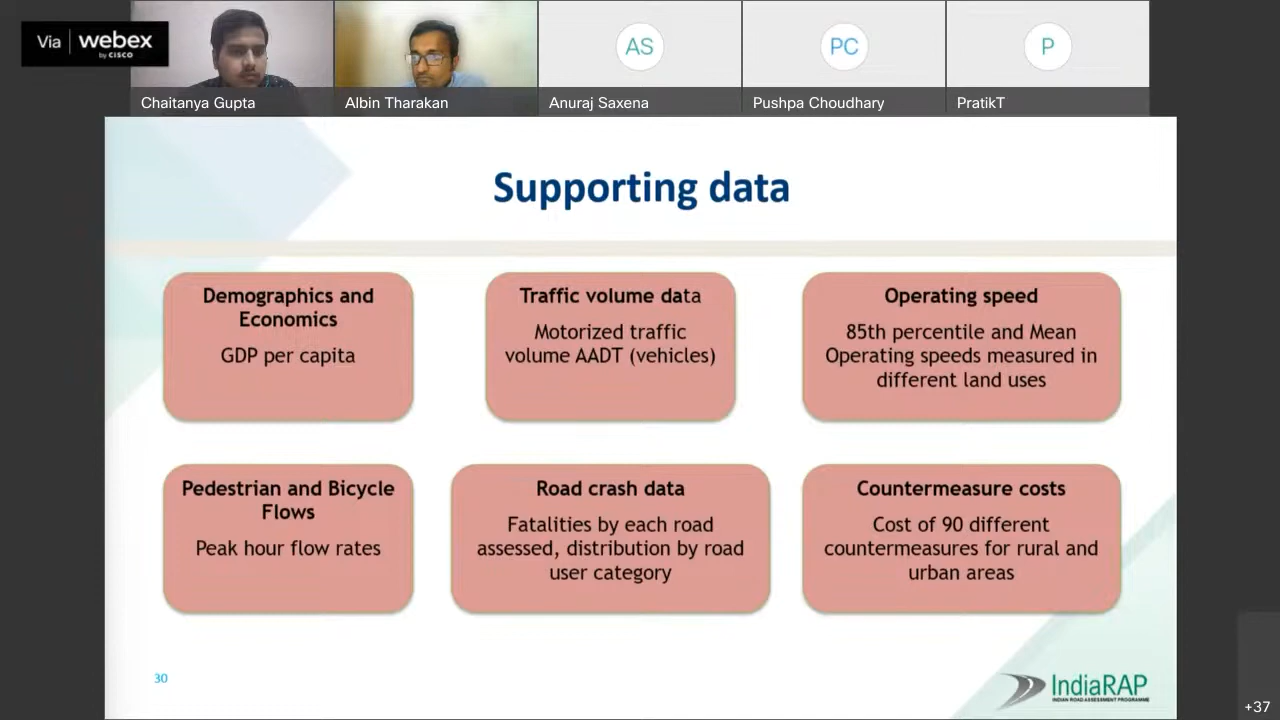 Via webex
by CISCO
AS
PC
P
Chaitanya Gupta
Albin Tharakan
Anuraj Saxena
Pushpa Choudhary
PratikT
Supporting data
Demographics and
Economics
GDP per capita
Traffic volume data
Motorized traffic
volume AADT (vehicles)
Operating speed
85th percentile and Mean
Operating speeds measured in
different land uses
Pedestrian and Bicycle
Flows
Peak hour flow rates
Road crash data
Fatalities by each road
assessed, distribution by road
user category
Countermeasure costs
Cost of 90 different
countermeasures for rural and
urban areas
30
IndiaRAP
INDIAN ROAD ASSESSMENT PROGRAMME
+37